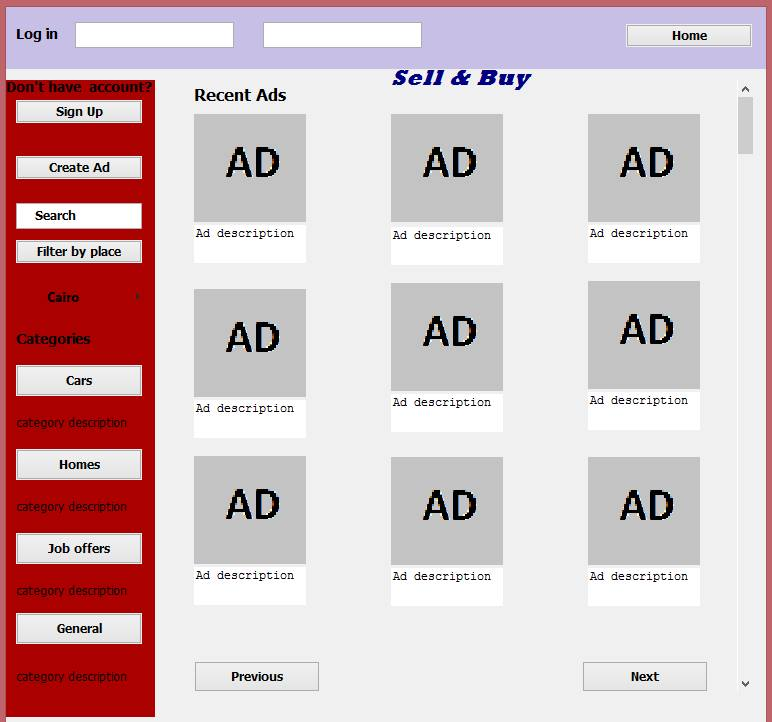 Log in
Home
Sell & Buy
Don't have account?
Sign Up
Create Ad
Search
Filter by place
Cairo
Categories
Cars
category description
Homes
category description
Job offers
category description
General
category description
Recent Ads
AD
AD
AD
Ad description
Ad description
Ad description
AD
AD
AD
Ad description
Ad description
Ad description
AD
AD
AD
Ad description
Ad description
Ad description
Previous
Next